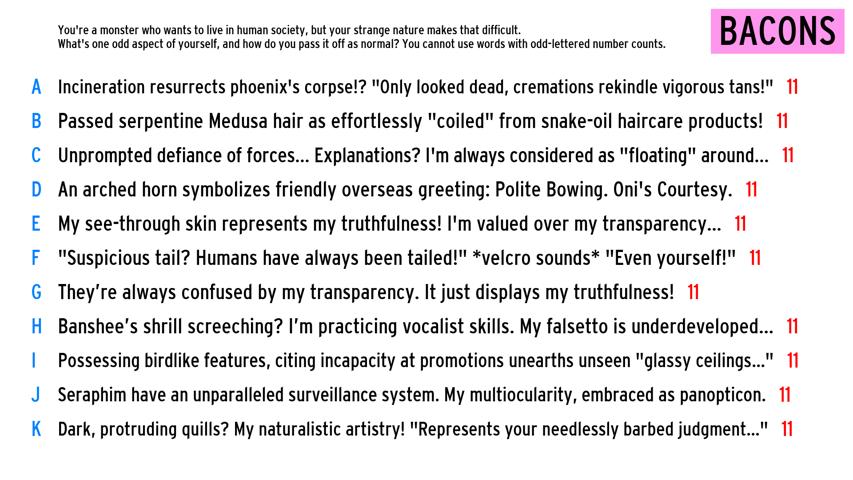 You're a monster who wants to live in human society, but your strange nature makes that difficult.
What's one odd aspect of yourself, and how do you pass it off as normal? You cannot use words with odd-lettered number counts.
BACONS
A Incineration resurrects phoenix's corpse!? "Only looked dead, cremations rekindle vigorous tans!" 11
B Passed serpentine Medusa hair as effortlessly "coiled" from snake-oil haircare products! 11
C Unprompted defiance of forces... Explanations? I'm always considered as "floating" around... 11
D An arched horn symbolizes friendly overseas greeting: Polite Bowing. Oni's Courtesy. 11
E My see-through skin represents my truthfulness! I'm valued over my transparency... 11
F "Suspicious tail? Humans have always been tailed!" *velcro sounds* "Even yourself!" 11
G They’re always confused by my transparency. It just displays my truthfulness! 11
H Banshee’s shrill screeching? I’m practicing vocalist skills. My falsetto is underdeveloped... 11
I Possessing birdlike features, citing incapacity at promotions unearths unseen "glassy ceilings..." 11
J Seraphim have an unparalleled surveillance system. My multiocularity, embraced as panopticon. 11
K Dark, protruding quills? My naturalistic artistry! "Represents your needlessly barbed judgment..." 11